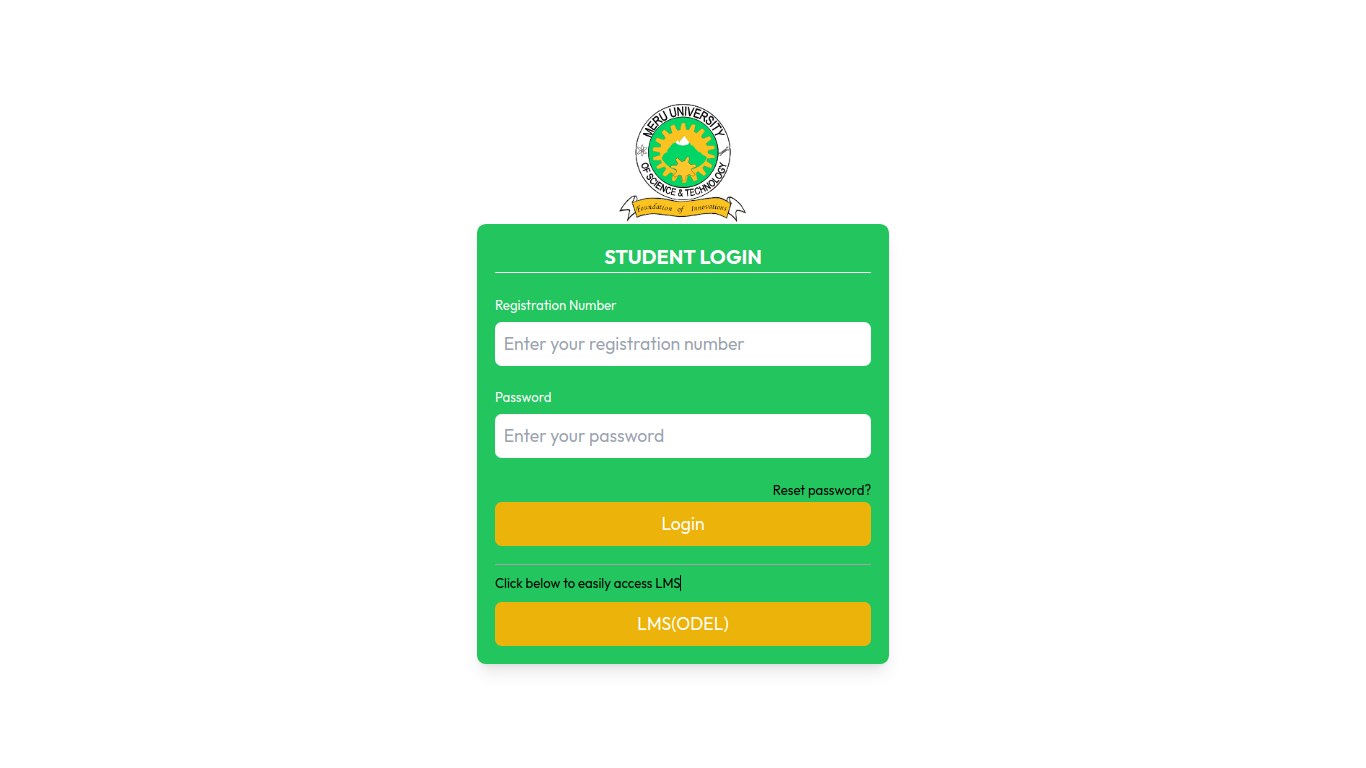 MERU UNIVERSITY
OF SCIENCE & TECHNOLOGY
Foundation of Innovations
STUDENT LOGIN
Registration Number
Enter your registration number
Password
Enter your password
Reset password?
Login
Click below to easily access LMS
LMS(ODEL)